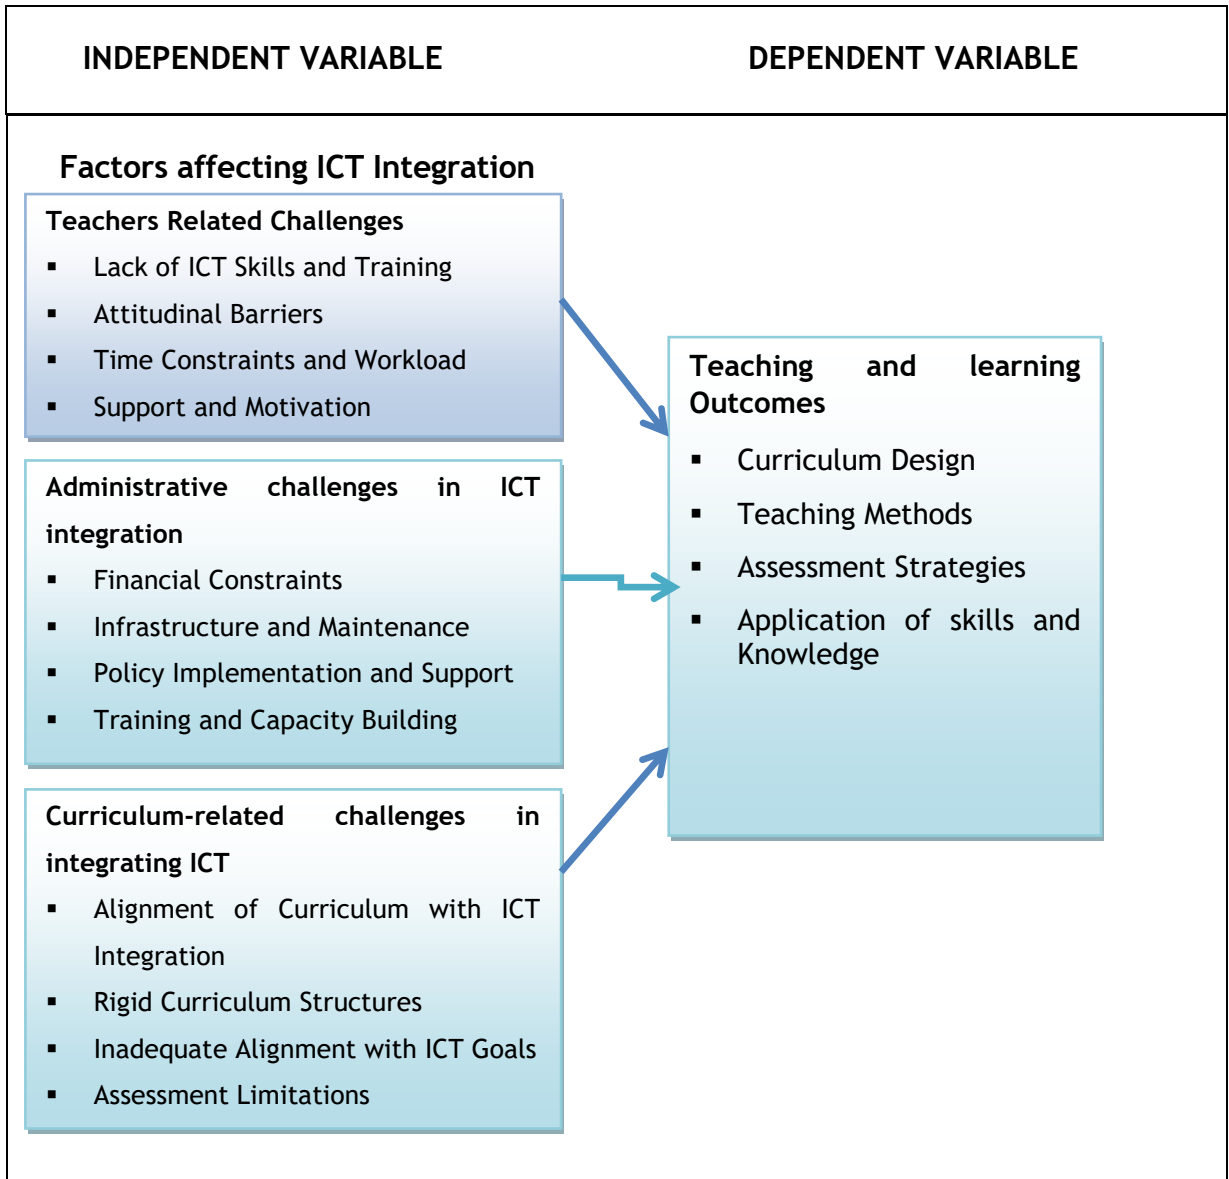 INDEPENDENT VARIABLE
DEPENDENT VARIABLE
Factors affecting ICT Integration
Teachers Related Challenges
▪ Lack of ICT Skills and Training
▪ Attitudinal Barriers
▪ Time Constraints and Workload
▪ Support and Motivation
Administrative challenges in ICT
integration
▪ Financial Constraints
▪ Infrastructure and Maintenance
▪ Policy Implementation and Support
▪ Training and Capacity Building
Curriculum-related challenges in
integrating ICT
▪ Alignment of Curriculum with ICT
Integration
▪ Rigid Curriculum Structures
▪ Inadequate Alignment with ICT Goals
▪ Assessment Limitations
Teaching and learning
Outcomes
▪ Curriculum Design
▪ Teaching Methods
▪ Assessment Strategies
▪ Application of skills and
Knowledge